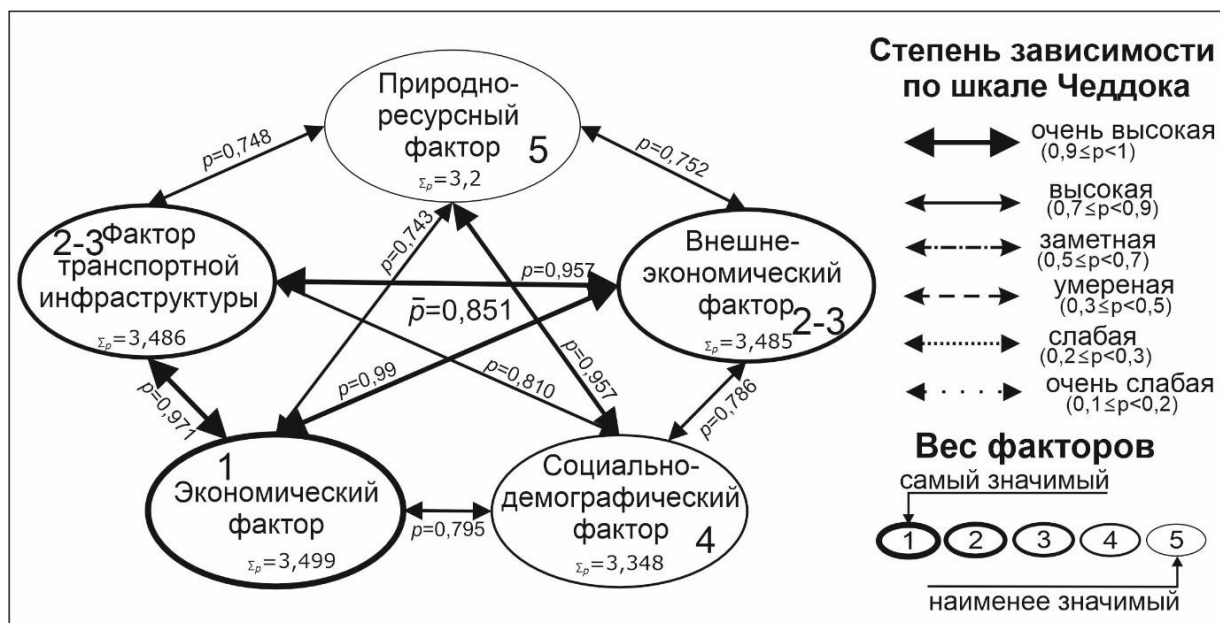 Природно-
ресурсный
фактор
5
Σp=3,2
p=0,748
p=0,752
2-3 Фактор
транспортной
инфраструктуры
Σp=3,486
p=0,743
p=0,957
p̄=0,851
Внешне-
экономический
фактор
2-3
Σp=3,485
p=0,99
p=0,810
p=0,957
p=0,971
p=0,786
1
Экономический
фактор
Σp=3,499
p=0,795
Социально-
демографический
фактор
4
Σp=3,348
Степень зависимости
по шкале Чеддока
очень высокая
(0,9≤p<1)
высокая
(0,7≤p<0,9)
заметная
(0,5≤p<0,7)
умереная
(0,3≤p<0,5)
слабая
(0,2≤p<0,3)
очень слабая
(0,1≤p<0,2)
Вес факторов
самый значимый
1 2 3 4 5
наименее значимый